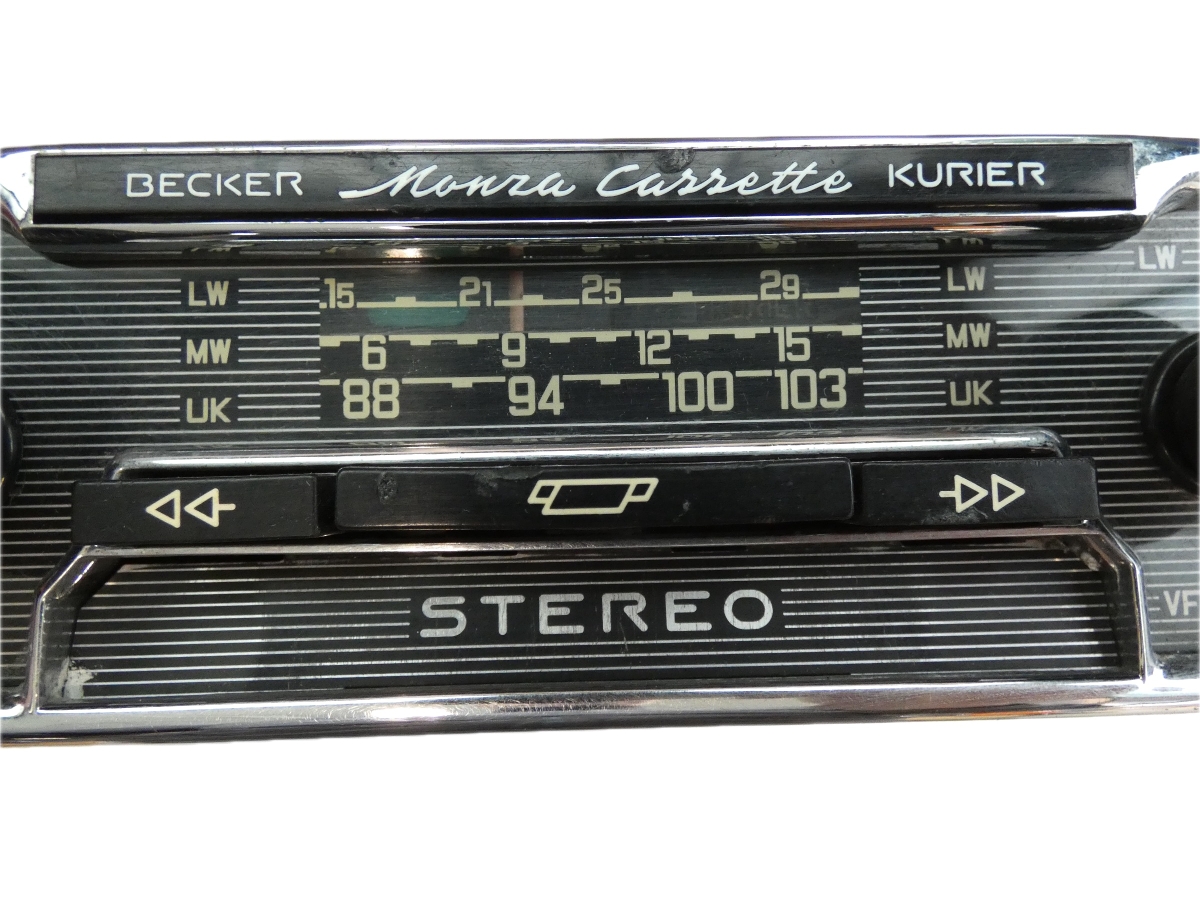 BECKER Monza Cassette KURIER
LW 15 21 25 29 LW LW
MW 6 9 12 15 MW
UK 88 94 100 103 UK
STEREO